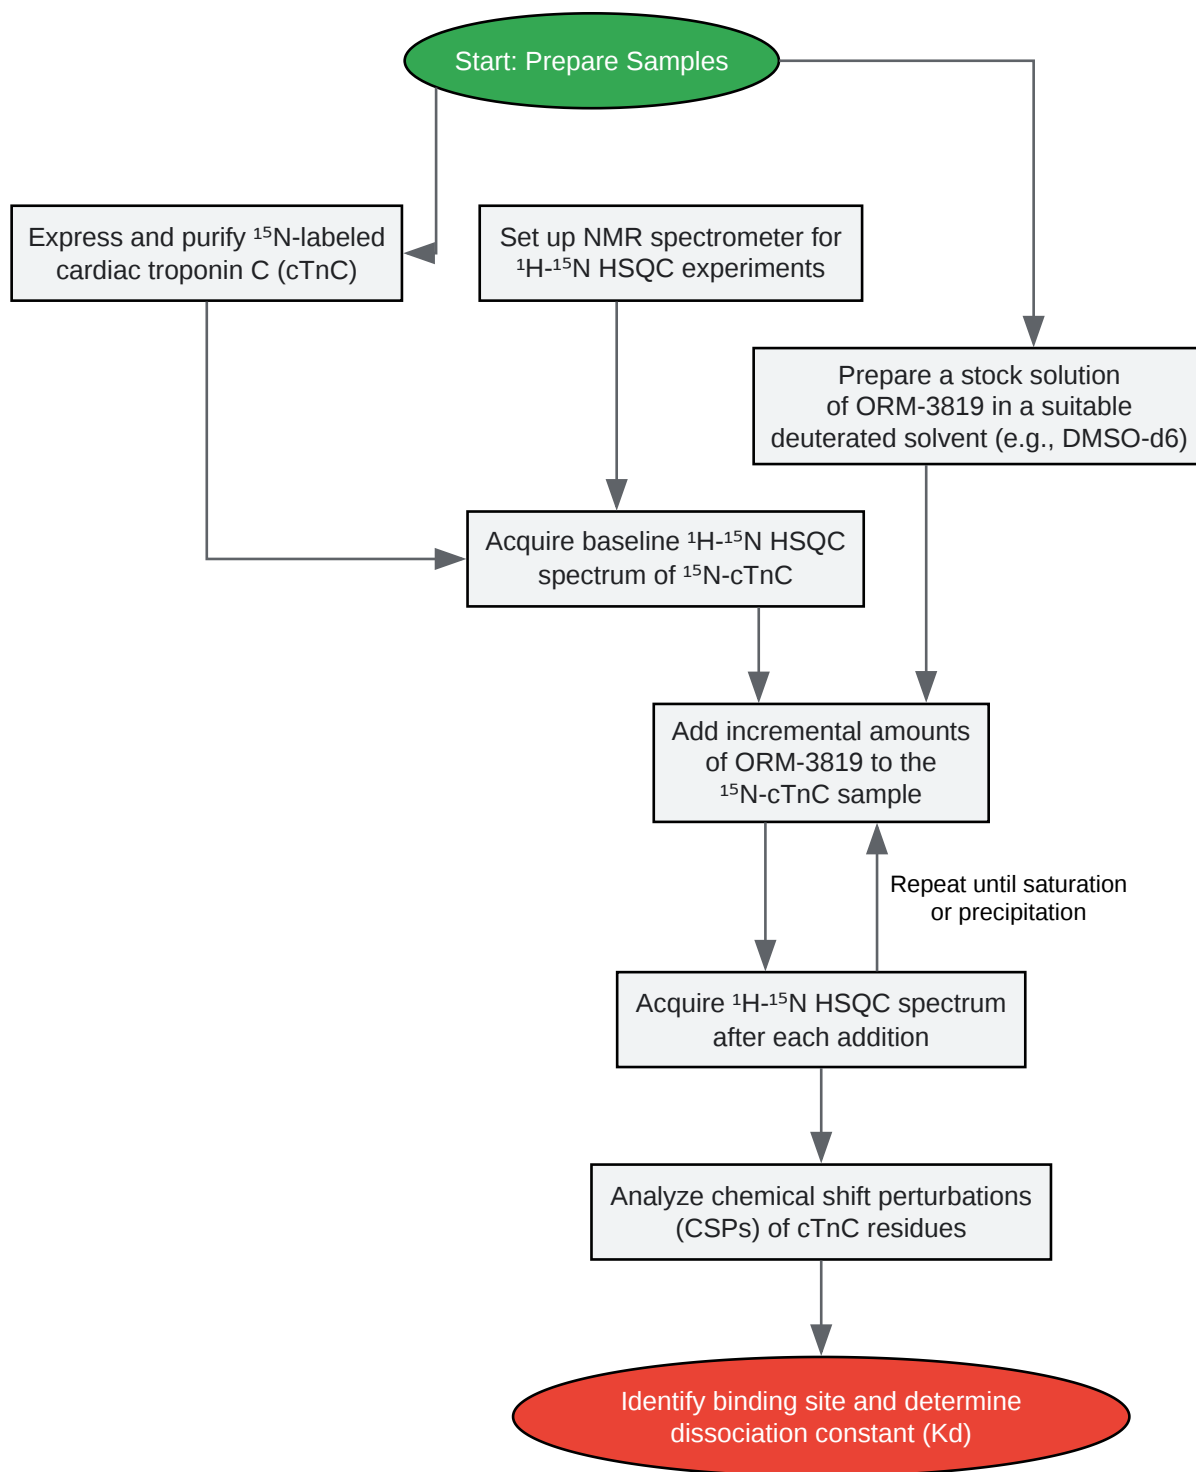 Start: Prepare Samples
Express and purify ¹⁵N-labeled
cardiac troponin C (cTnC)
Set up NMR spectrometer for
¹H-¹⁵N HSQC experiments
Prepare a stock solution
of ORM-3819 in a suitable
deuterated solvent (e.g., DMSO-d6)
Acquire baseline ¹H-¹⁵N HSQC
spectrum of ¹⁵N-cTnC
Add incremental amounts
of ORM-3819 to the
¹⁵N-cTnC sample
Repeat until saturation
or precipitation
Acquire ¹H-¹⁵N HSQC spectrum
after each addition
Analyze chemical shift perturbations
(CSPs) of cTnC residues
Identify binding site and determine
dissociation constant (Kd)